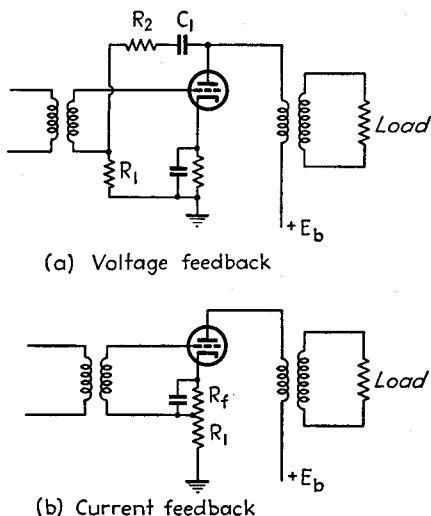 R2 C1
Load
R1
+Eb
(a) Voltage feedback
Load
Rf
R1
+Eb
(b) Current feedback